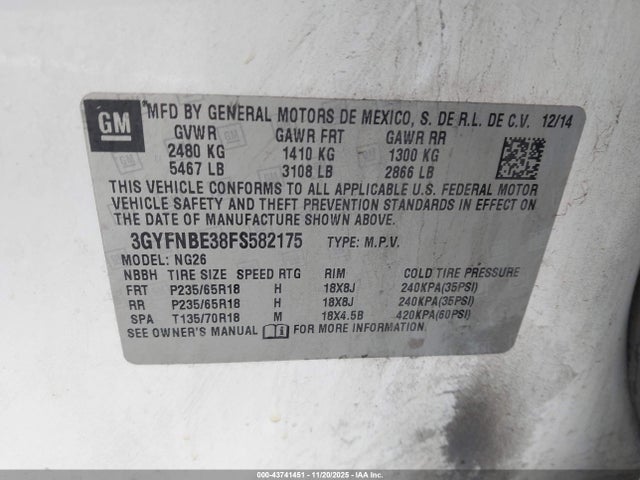 GM
*MFD BY GENERAL MOTORS DE MEXICO, S. DE R.L. DE C.V. 12/14
GVWR GAWR FRT GAWR RR
2480 KG 1410 KG 1300 KG
5467 LB 3108 LB 2866 LB
THIS VEHICLE CONFORMS TO ALL APPLICABLE U.S. FEDERAL MOTOR
VEHICLE SAFETY AND THEFT PREVENTION STANDARDS IN EFFECT ON
THE DATE OF MANUFACTURE SHOWN ABOVE.
3GYFNBE38FS582175 TYPE: M.P.V.
MODEL: NG26
NBBH TIRE SIZE SPEED RTG RIM COLD TIRE PRESSURE
FRT P235/65R18 H 18X8J 240KPA(35PSI)
RR P235/65R18 H 18X8J 240KPA(35PSI)
SPA T135/70R18 M 18X4.5B 420KPA(60PSI)
SEE OWNER'S MANUAL FOR MORE INFORMATION
000-43741451 - 11/20/2025 - IAA Inc.